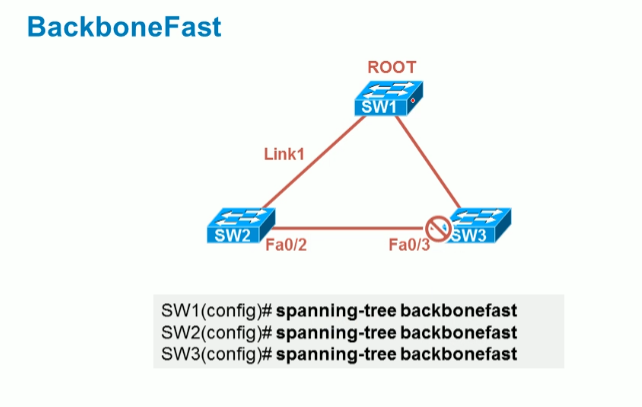 BackboneFast
ROOT
SW1
Link1
SW2
SW3
Fa0/2
Fa0/3
SW1(config)# spanning-tree backbonefast
SW2(config)# spanning-tree backbonefast
SW3(config)# spanning-tree backbonefast